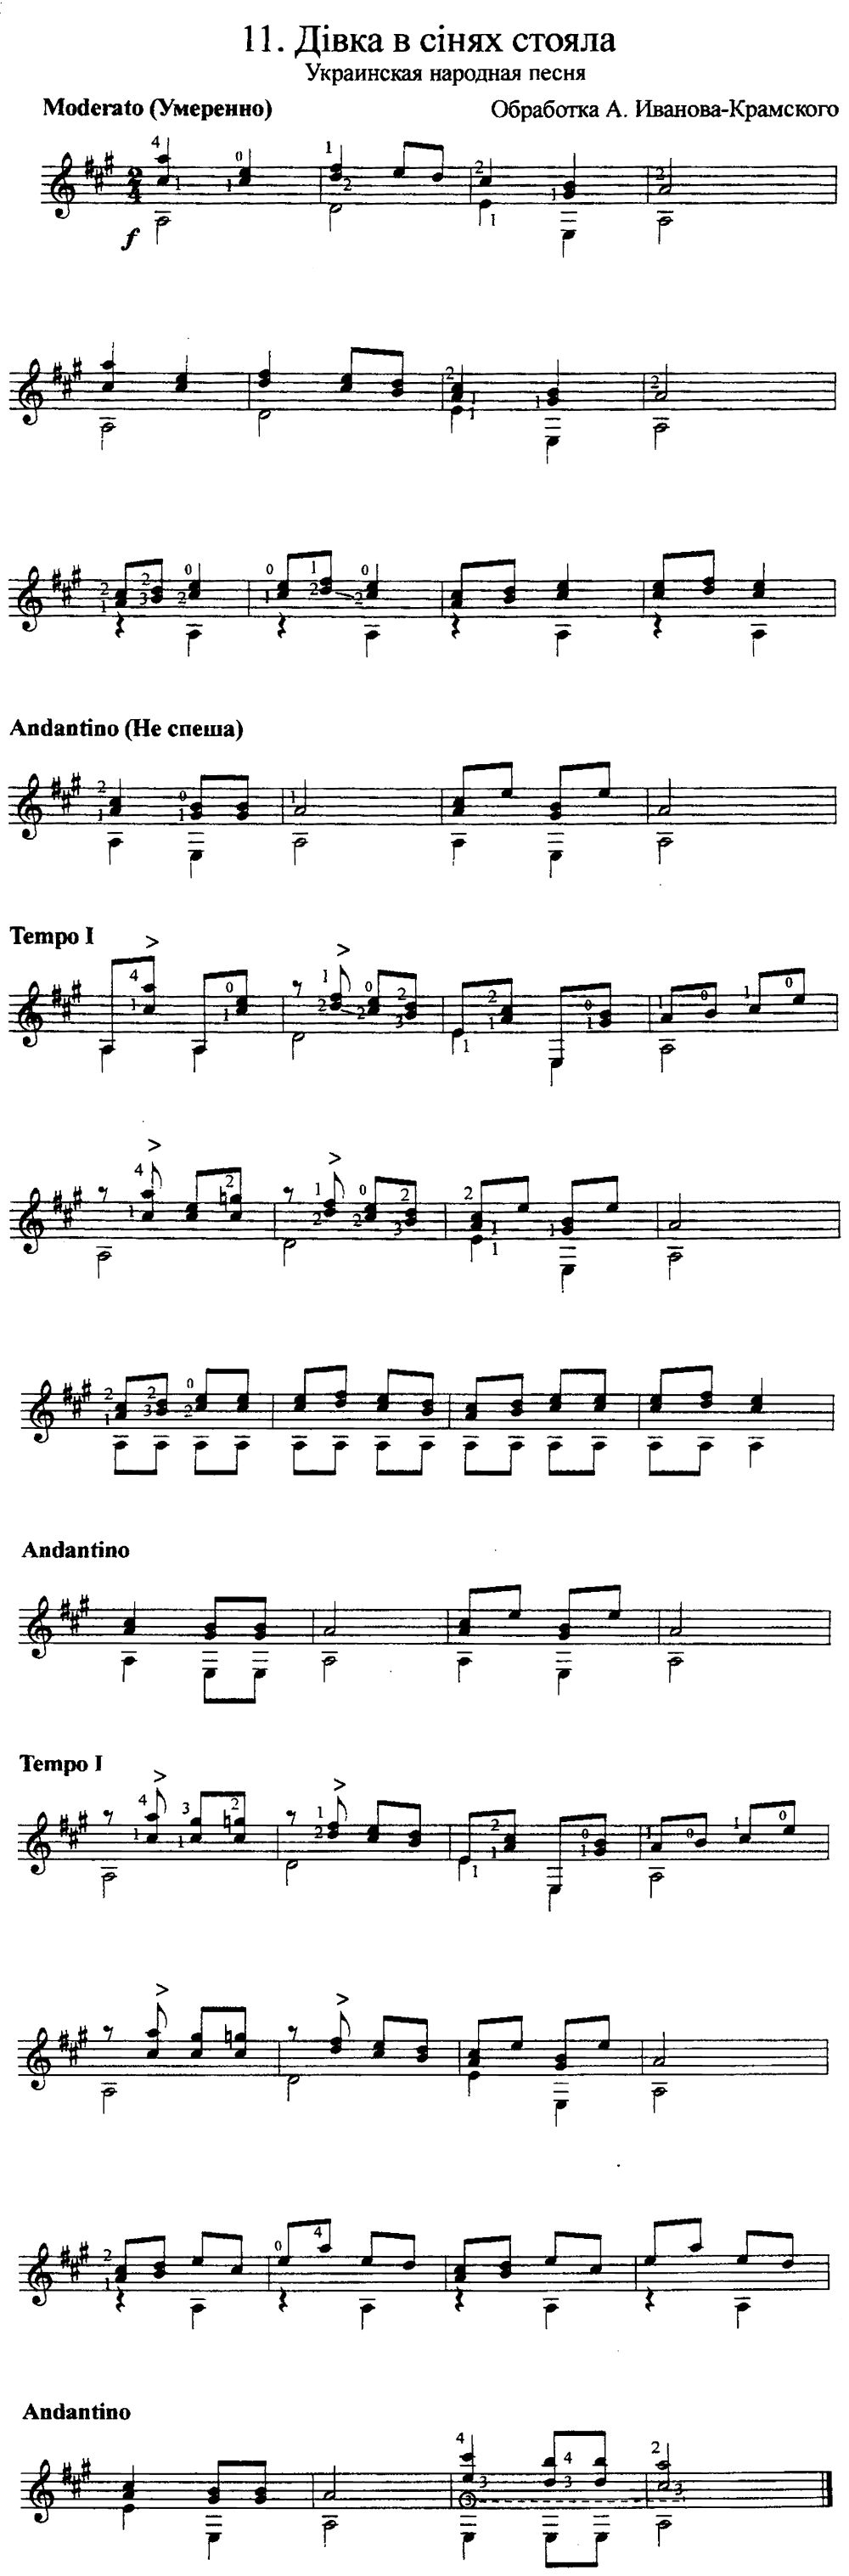 11. Дівка в сінях стояла
Украинская народная песня
Moderato (Умеренно) Обработка А. Иванова-Крамского
Andantino (Не спеша)
Tempo I
Andantino
Tempo I
Andantino